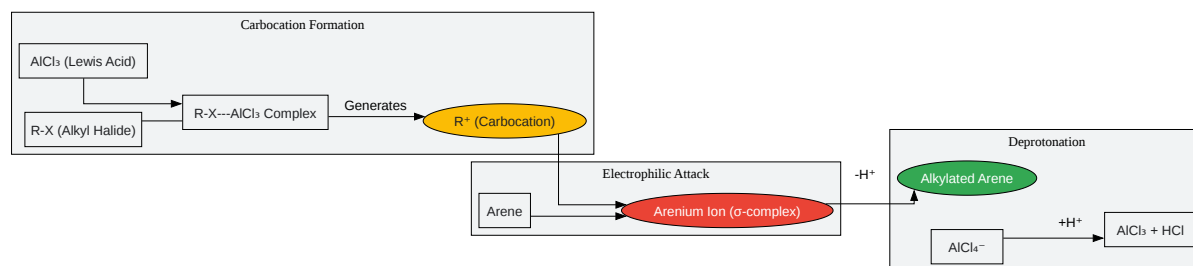 Carbocation Formation
AlCl₃ (Lewis Acid)
R-X (Alkyl Halide)
R-X---AlCl₃ Complex
Generates
R⁺ (Carbocation)
Electrophilic Attack
Arene
Arenium Ion (σ-complex)
-H⁺
Deprotonation
Alkylated Arene
AlCl₄⁻
+H⁺
AlCl₃ + HCl